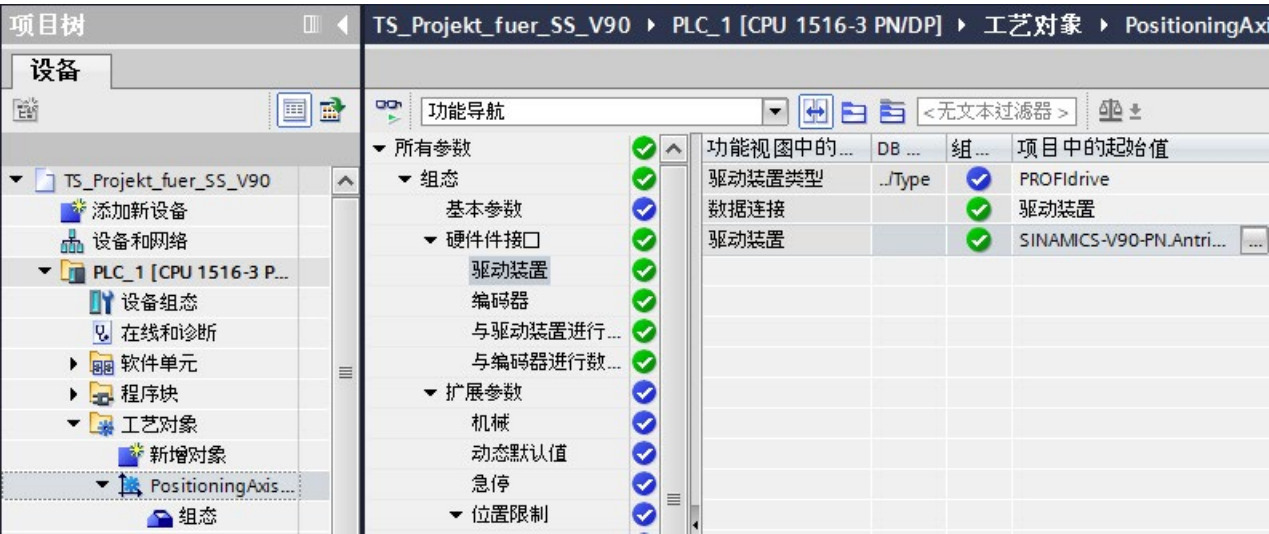 项目树
TS_Projekt_fuer_SS_V90 ▸ PLC_1 [CPU 1516-3 PN/DP] ▸ 工艺对象 ▸ PositioningAxi
设备
功能导航
<无文本过滤器>
TS_Projekt_fuer_SS_V90
添加新设备
设备和网络
PLC_1 [CPU 1516-3 P...
设备组态
在线和诊断
软件单元
程序块
工艺对象
新增对象
PositioningAxis...
组态
所有参数
组态
基本参数
硬件件接口
驱动装置
编码器
与驱动装置进行...
与编码器进行数...
扩展参数
机械
动态默认值
急停
位置限制
功能视图中的... DB ... 组... 项目中的起始值
驱动装置类型 ../Type PROFIdrive
数据连接 驱动装置
驱动装置 SINAMICS-V90-PN.Antri... ...